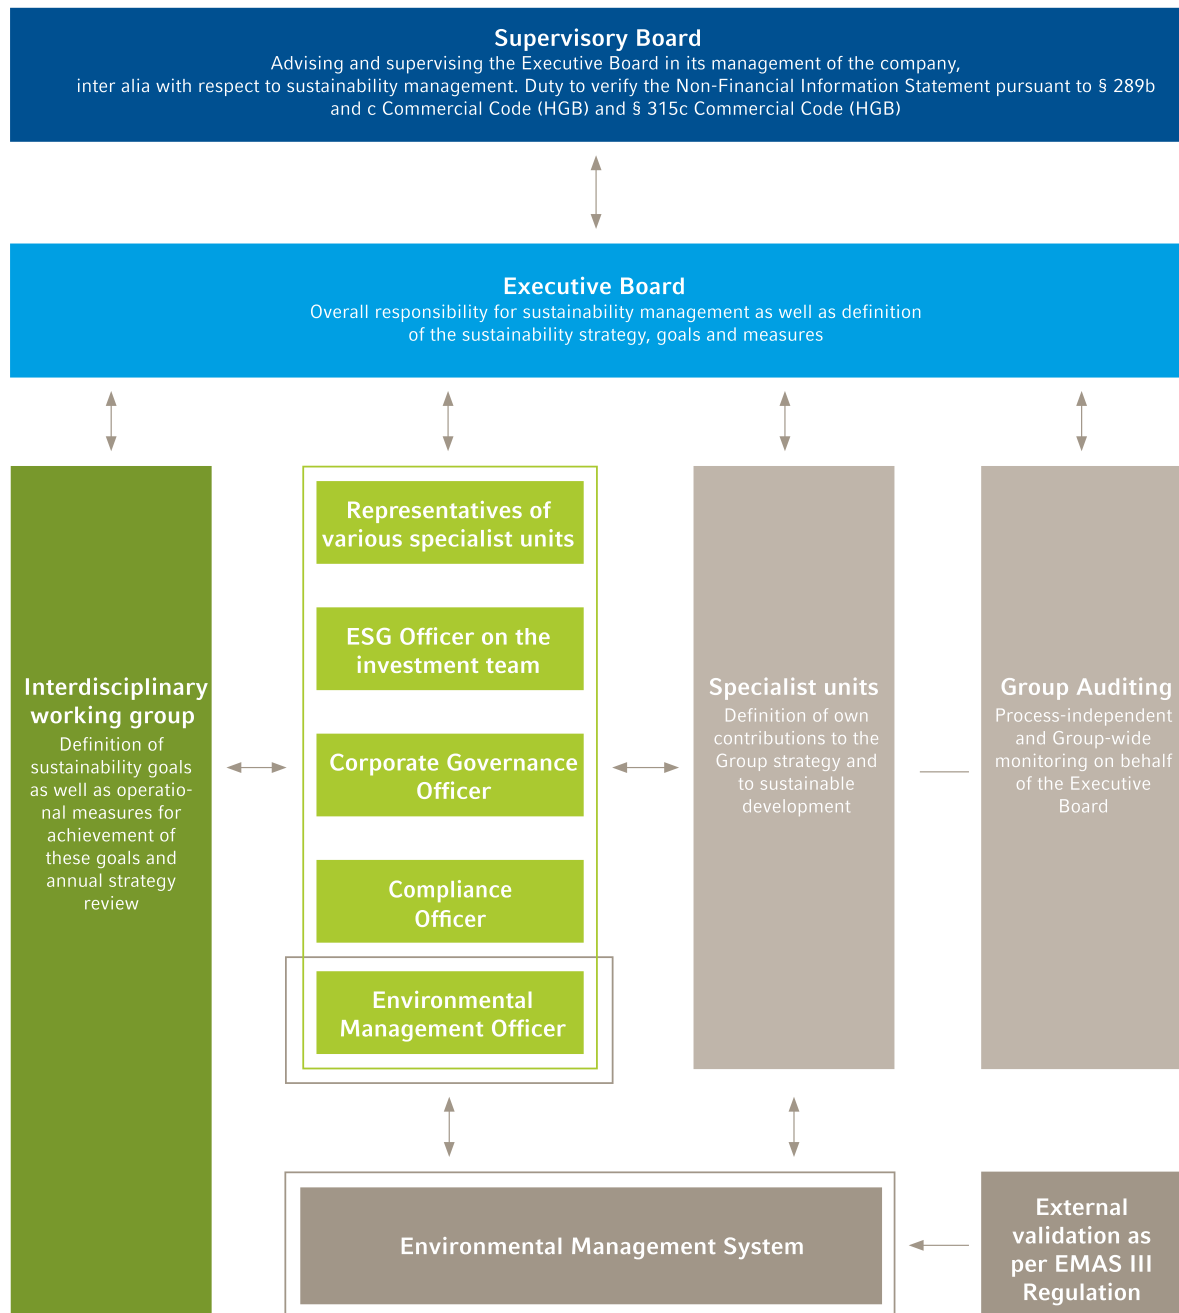 Supervisory Board
Advising and supervising the Executive Board in its management of the company,
inter alia with respect to sustainability management. Duty to verify the Non-Financial Information Statement pursuant to § 289b
and c Commercial Code (HGB) and § 315c Commercial Code (HGB)
Executive Board
Overall responsibility for sustainability management as well as definition
of the sustainability strategy, goals and measures
Interdisciplinary
working group
Definition of
sustainability goals
as well as operatio-
nal measures for
achievement of
these goals and
annual strategy
review
Representatives of
various specialist units
ESG Officer on the
investment team
Corporate Governance
Officer
Compliance
Officer
Environmental
Management Officer
Specialist units
Definition of own
contributions to the
Group strategy and
to sustainable
development
Group Auditing
Process-independent
and Group-wide
monitoring on behalf
of the Executive
Board
Environmental Management System
External
validation as
per EMAS III
Regulation